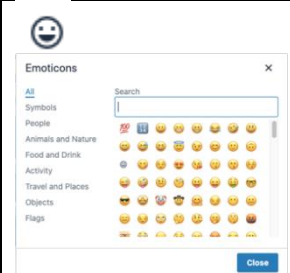 Emoticons ×
All
Symbols
People
Animals and Nature
Food and Drink
Activity
Travel and Places
Objects
Flags
Search
Close